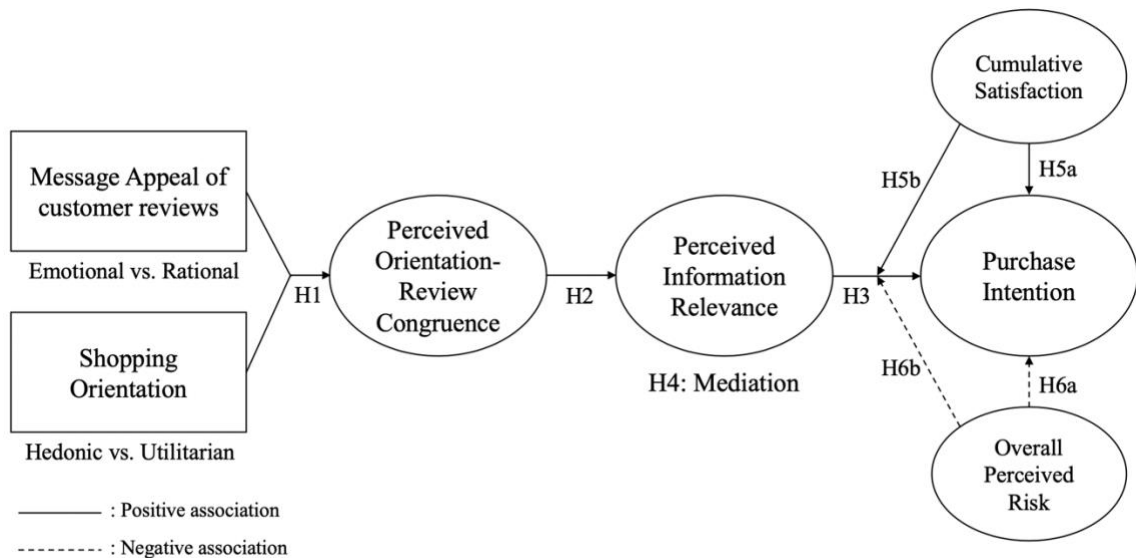 Message Appeal of
customer reviews
Emotional vs. Rational
Shopping
Orientation
Hedonic vs. Utilitarian
H1
Perceived
Orientation-
Review
Congruence
H2
Perceived
Information
Relevance
H4: Mediation
H3
Cumulative
Satisfaction
H5b
H5a
Purchase
Intention
H6b
H6a
Overall
Perceived
Risk
: Positive association
: Negative association